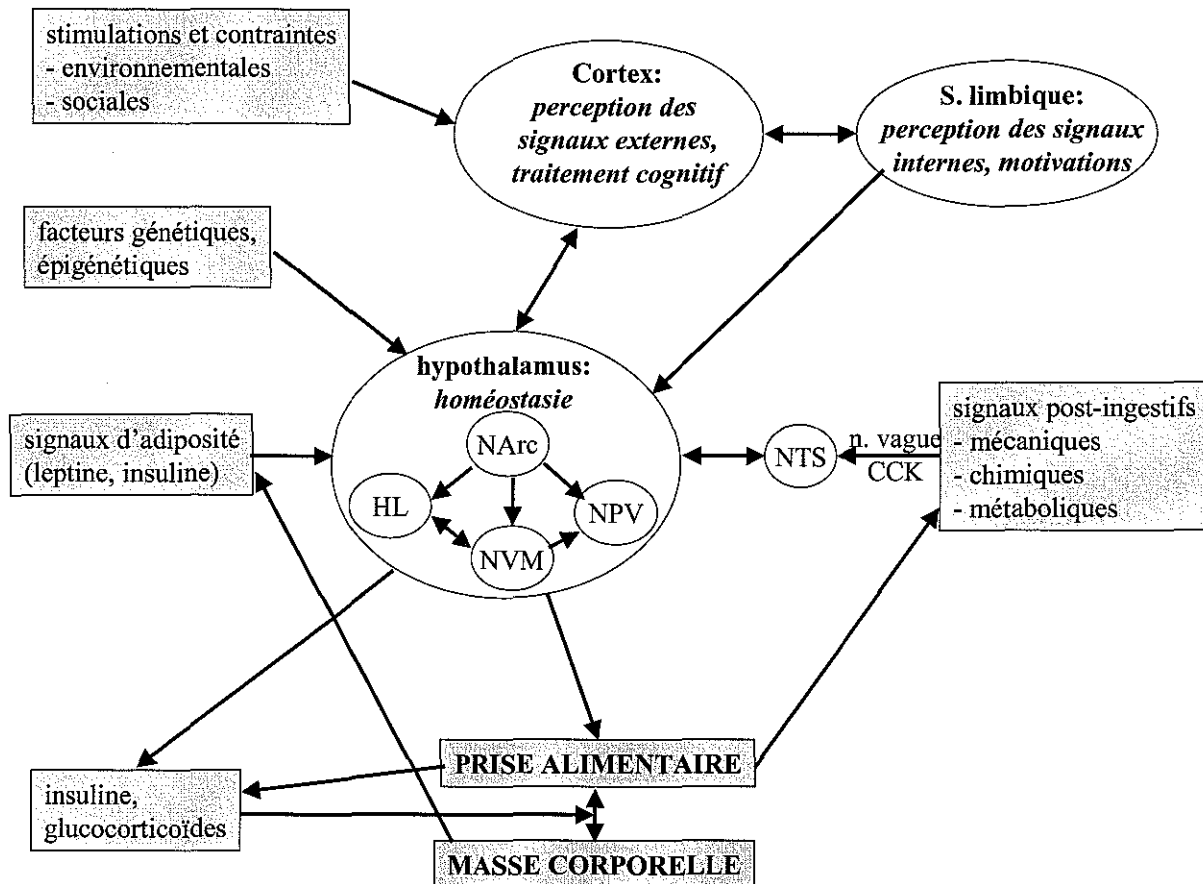 stimulations et contraintes
- environnementales
- sociales
Cortex:
perception des
signaux externes,
traitement cognitif
S. limbique:
perception des signaux
internes, motivations
facteurs génétiques,
épigénétiques
hypothalamus:
homéostasie
NArc
HL
NPV
NVM
signaux d'adiposité
(leptine, insuline)
NTS
n. vague
CCK
signaux post-ingestifs
- mécaniques
- chimiques
- métaboliques
PRISE ALIMENTAIRE
insuline,
glucocorticoïdes
MASSE CORPORELLE